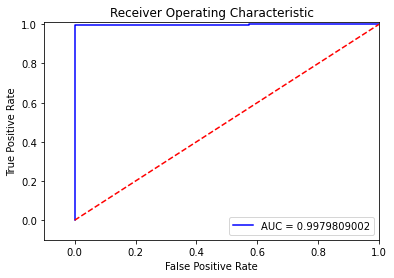 Receiver Operating Characteristic
1.0
0.8
0.6
0.4
0.2
0.0
True Positive Rate
AUC = 0.9979809002
0.0 0.2 0.4 0.6 0.8 1.0
False Positive Rate